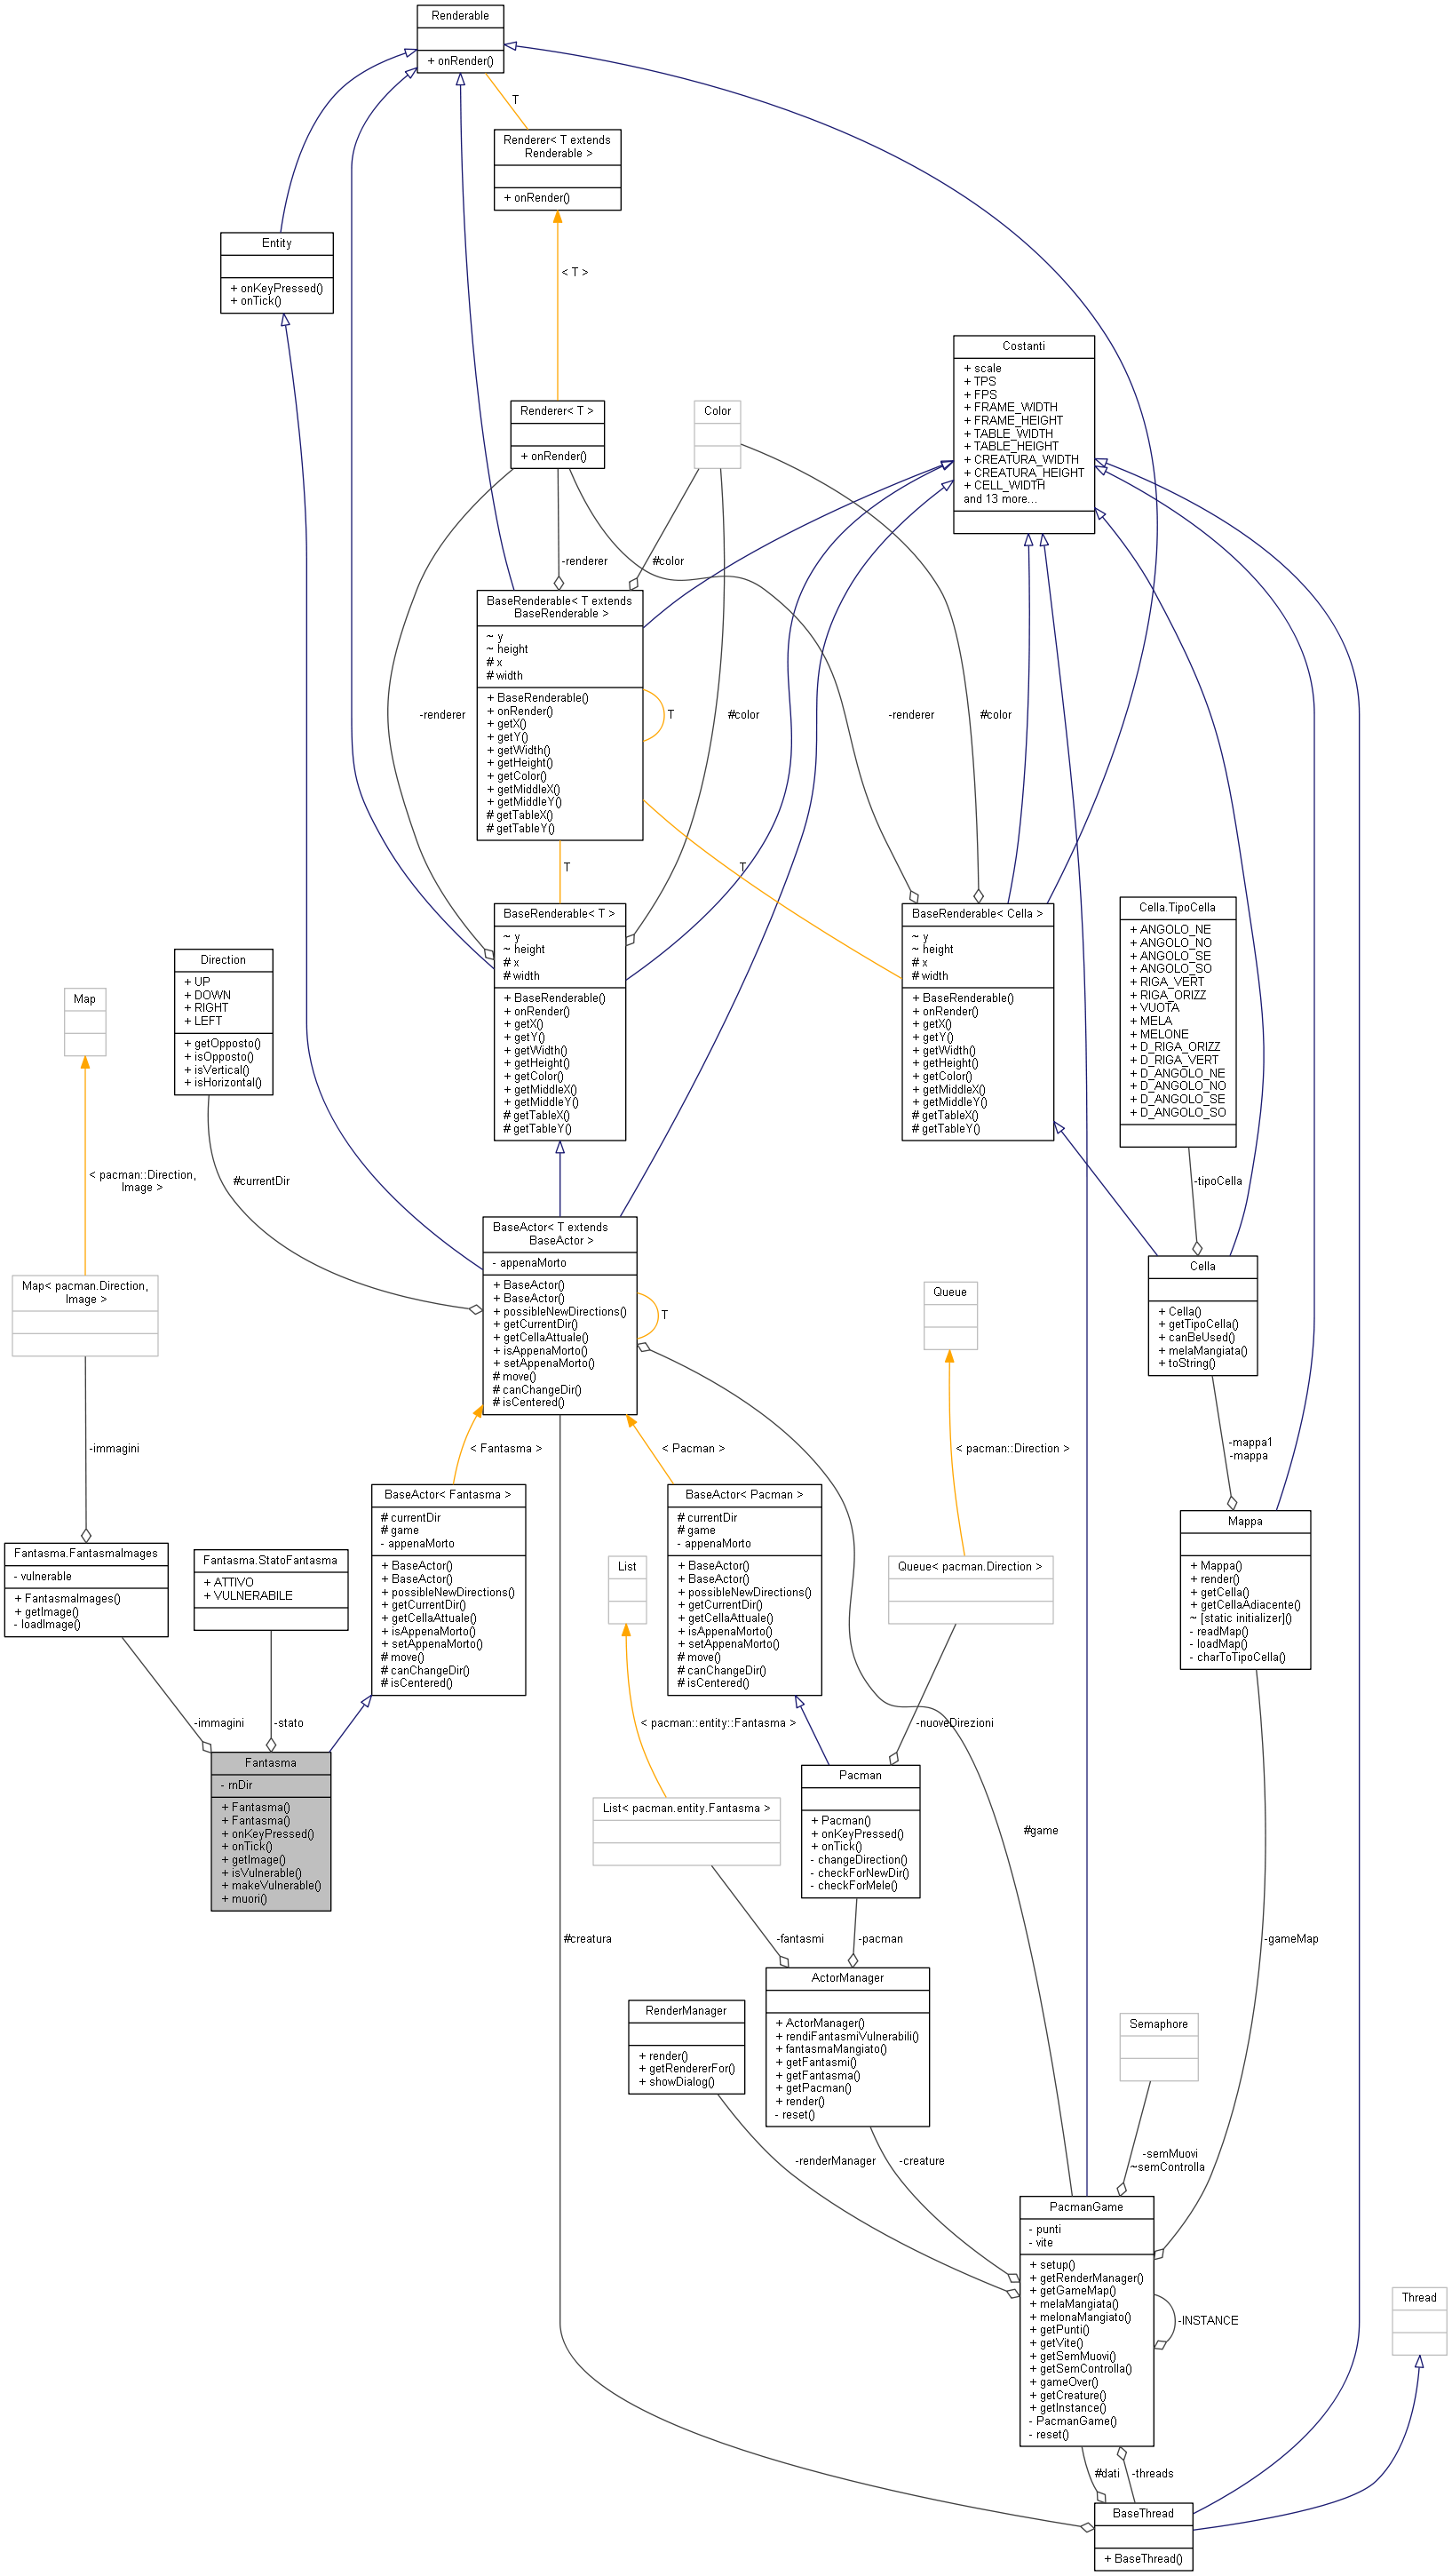 Renderable
+ onRender()
T
Renderer< T extends
Renderable >
+ onRender()
Entity
+ onKeyPressed()
+ onTick()
< T >
Costanti
+ scale
+ TPS
+ FPS
+ FRAME_WIDTH
+ FRAME_HEIGHT
+ TABLE_WIDTH
+ TABLE_HEIGHT
+ CREATURA_WIDTH
+ CREATURA_HEIGHT
+ CELL_WIDTH
and 13 more...
Renderer< T >
+ onRender()
Color
-renderer
#color
BaseRenderable< T extends
BaseRenderable >
~ y
~ height
# x
# width
+ BaseRenderable()
+ onRender()
+ getX()
+ getY()
+ getWidth()
+ getHeight()
+ getColor()
+ getMiddleX()
+ getMiddleY()
# getTableX()
# getTableY()
T
-renderer
#color
-renderer
#color
T
T
BaseRenderable< T >
~ y
~ height
# x
# width
+ BaseRenderable()
+ onRender()
+ getX()
+ getY()
+ getWidth()
+ getHeight()
+ getColor()
+ getMiddleX()
+ getMiddleY()
# getTableX()
# getTableY()
BaseRenderable< Cella >
~ y
~ height
# x
# width
+ BaseRenderable()
+ onRender()
+ getX()
+ getY()
+ getWidth()
+ getHeight()
+ getColor()
+ getMiddleX()
+ getMiddleY()
# getTableX()
# getTableY()
Cella.TipoCella
+ ANGOLO_NE
+ ANGOLO_NO
+ ANGOLO_SE
+ ANGOLO_SO
+ RIGA_VERT
+ RIGA_ORIZZ
+ VUOTA
+ MELA
+ MELONE
+ D_RIGA_ORIZZ
+ D_RIGA_VERT
+ D_ANGOLO_NE
+ D_ANGOLO_NO
+ D_ANGOLO_SE
+ D_ANGOLO_SO
Direction
+ UP
+ DOWN
+ RIGHT
+ LEFT
+ getOpposto()
+ isOpposto()
+ isVertical()
+ isHorizontal()
Map
< pacman::Direction,
Image >
#currentDir
-tipoCella
BaseActor< T extends
BaseActor >
- appenaMorto
+ BaseActor()
+ BaseActor()
+ possibleNewDirections()
+ getCurrentDir()
+ getCellaAttuale()
+ isAppenaMorto()
+ setAppenaMorto()
# move()
# canChangeDir()
# isCentered()
T
Cella
+ Cella()
+ getTipoCella()
+ canBeUsed()
+ melaMangiata()
+ toString()
Map< pacman.Direction,
Image >
Queue
-immagini
< Fantasma >
< Pacman >
< pacman::Direction >
-mappa1
-mappa
BaseActor< Fantasma >
# currentDir
# game
- appenaMorto
+ BaseActor()
+ BaseActor()
+ possibleNewDirections()
+ getCurrentDir()
+ getCellaAttuale()
+ isAppenaMorto()
+ setAppenaMorto()
# move()
# canChangeDir()
# isCentered()
BaseActor< Pacman >
# currentDir
# game
- appenaMorto
+ BaseActor()
+ BaseActor()
+ possibleNewDirections()
+ getCurrentDir()
+ getCellaAttuale()
+ isAppenaMorto()
+ setAppenaMorto()
# move()
# canChangeDir()
# isCentered()
Mappa
+ Mappa()
+ render()
+ getCella()
+ getCellaAdiacente()
~ [static initializer]()
- readMap()
- loadMap()
- charToTipoCella()
Fantasma.FantasmaImages
- vulnerable
+ FantasmaImages()
+ getImage()
- loadImage()
Fantasma.StatoFantasma
+ ATTIVO
+ VULNERABILE
List
Queue< pacman.Direction >
-immagini
-stato
< pacman::entity::Fantasma >
-nuoveDirezioni
Fantasma
- rnDir
+ Fantasma()
+ Fantasma()
+ onKeyPressed()
+ onTick()
+ getImage()
+ isVulnerable()
+ makeVulnerable()
+ muori()
Pacman
+ Pacman()
+ onKeyPressed()
+ onTick()
- changeDirection()
- checkForNewDir()
- checkForMele()
List< pacman.entity.Fantasma >
#game
#creatura
-fantasmi
-pacman
-gameMap
ActorManager
+ ActorManager()
+ rendiFantasmiVulnerabili()
+ fantasmaMangiato()
+ getFantasmi()
+ getFantasma()
+ getPacman()
+ render()
- reset()
RenderManager
+ render()
+ getRendererFor()
+ showDialog()
Semaphore
-renderManager
-creature
-semMuovi
~semControlla
PacmanGame
- punti
- vite
+ setup()
+ getRenderManager()
+ getGameMap()
+ melaMangiata()
+ melonaMangiato()
+ getPunti()
+ getVite()
+ getSemMuovi()
+ getSemControlla()
+ gameOver()
+ getCreature()
+ getInstance()
- PacmanGame()
- reset()
-INSTANCE
Thread
#dati
-threads
BaseThread
+ BaseThread()